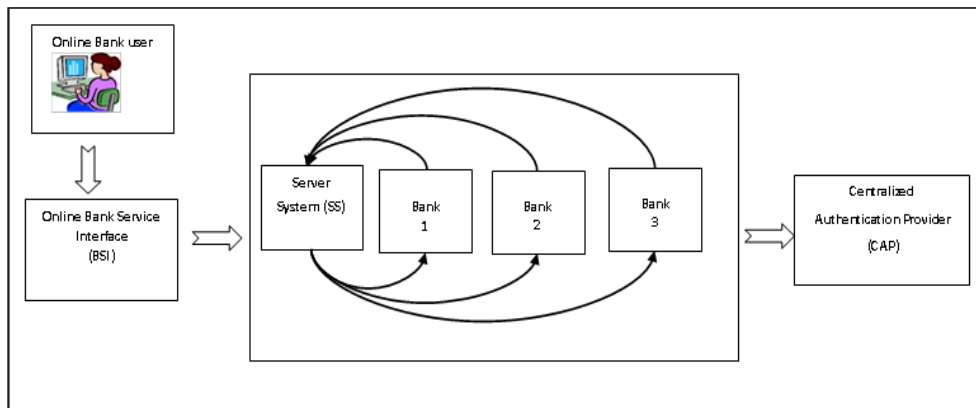 Online Bank user
Online Bank Service
Interface
(BSI)
Server
System (SS)
Bank
1
Bank
2
Bank
3
Centralized
Authentication Provider
(CAP)